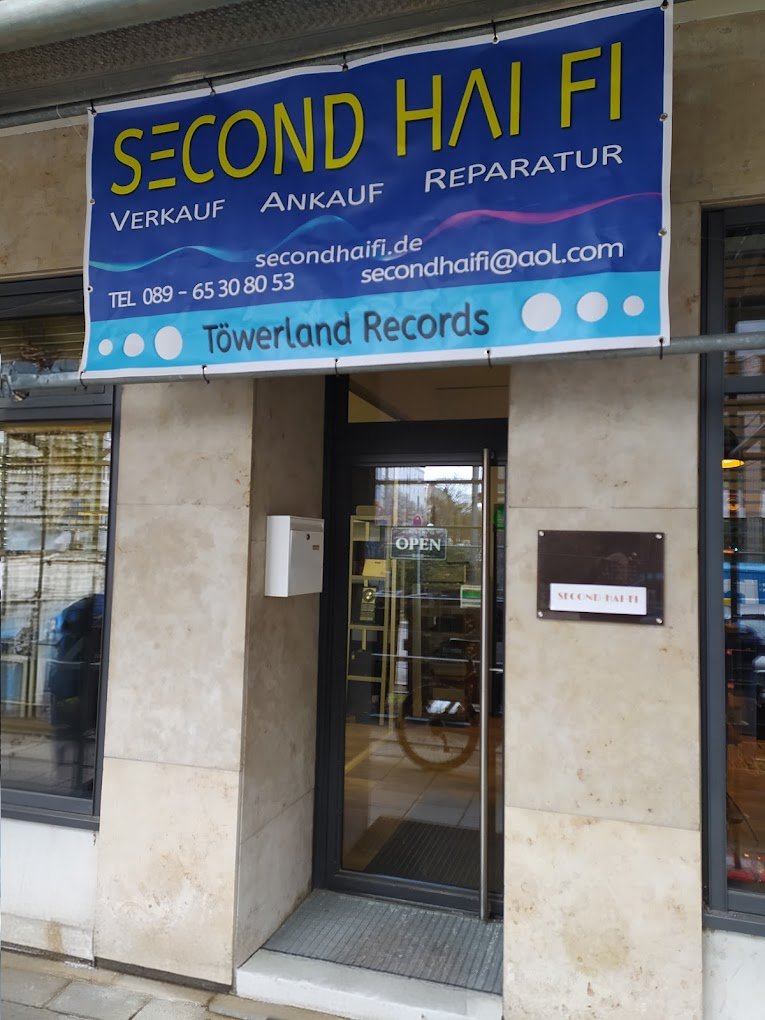 SECOND HAI FI
VERKAUF ANKAUF REPARATUR
secondhaifi.de
TEL 089 - 65 30 80 53 secondhaifi@aol.com
Töwerland Records
OPEN
SECOND-HAI-FI